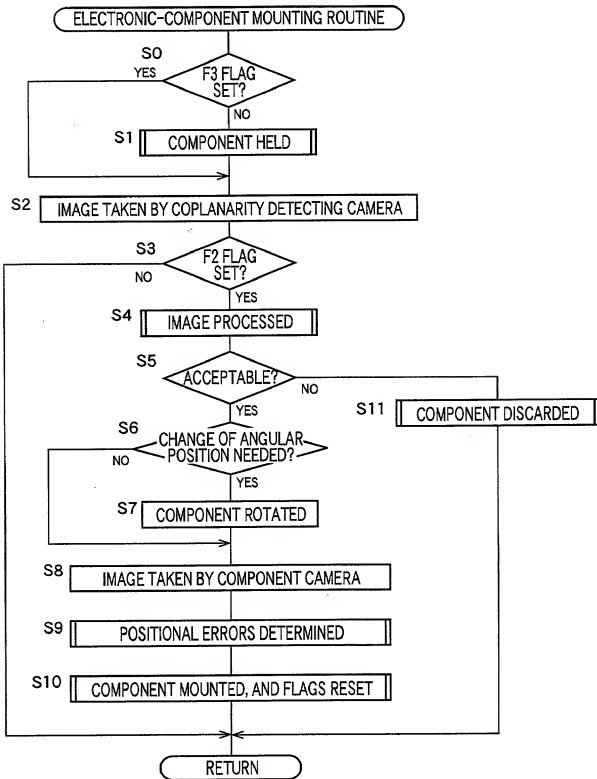 ELECTRONIC-COMPONENT MOUNTING ROUTINE
S0
YES
F3 FLAG
SET?
NO
S1
COMPONENT HELD
S2
IMAGE TAKEN BY COPLANARITY DETECTING CAMERA
S3
F2 FLAG
SET?
NO
YES
S4
IMAGE PROCESSED
S5
ACCEPTABLE?
NO
YES
S11
COMPONENT DISCARDED
S6
CHANGE OF ANGULAR
POSITION NEEDED?
NO
YES
S7
COMPONENT ROTATED
S8
IMAGE TAKEN BY COMPONENT CAMERA
S9
POSITIONAL ERRORS DETERMINED
S10
COMPONENT MOUNTED, AND FLAGS RESET
RETURN